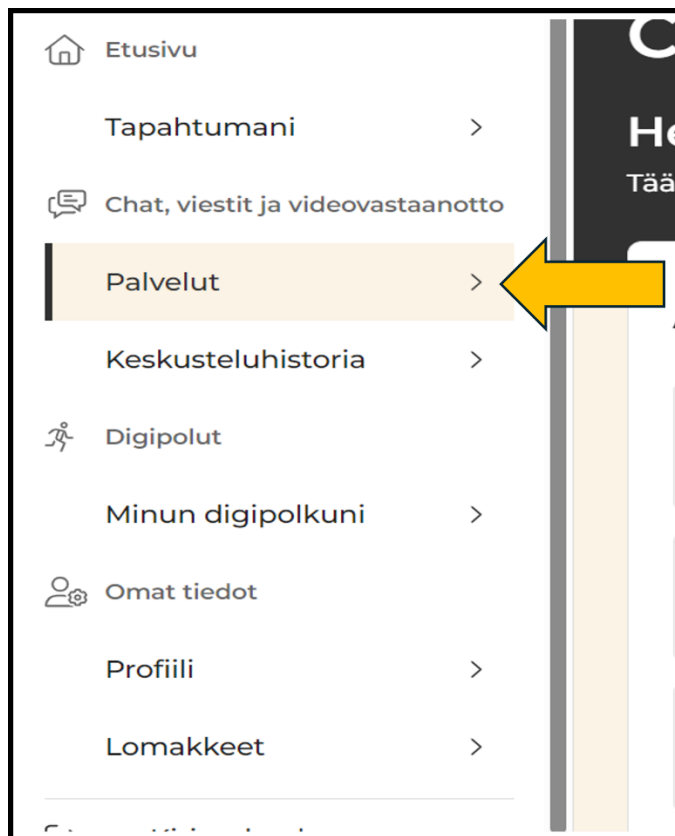 Etusivu
Tapahtumani
Chat, viestit ja videovastaanotto
Palvelut
Keskusteluhistoria
Digipolut
Minun digipolkuni
Omat tiedot
Profiili
Lomakkeet